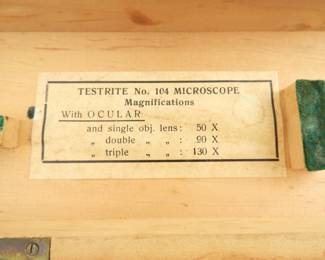 TESTRITE No. 104 MICROSCOPE
Magnifications
With OCULAR
and single obj. lens: 50 X
„ double „ „ : 90 X
„ triple „ „ : 130 X